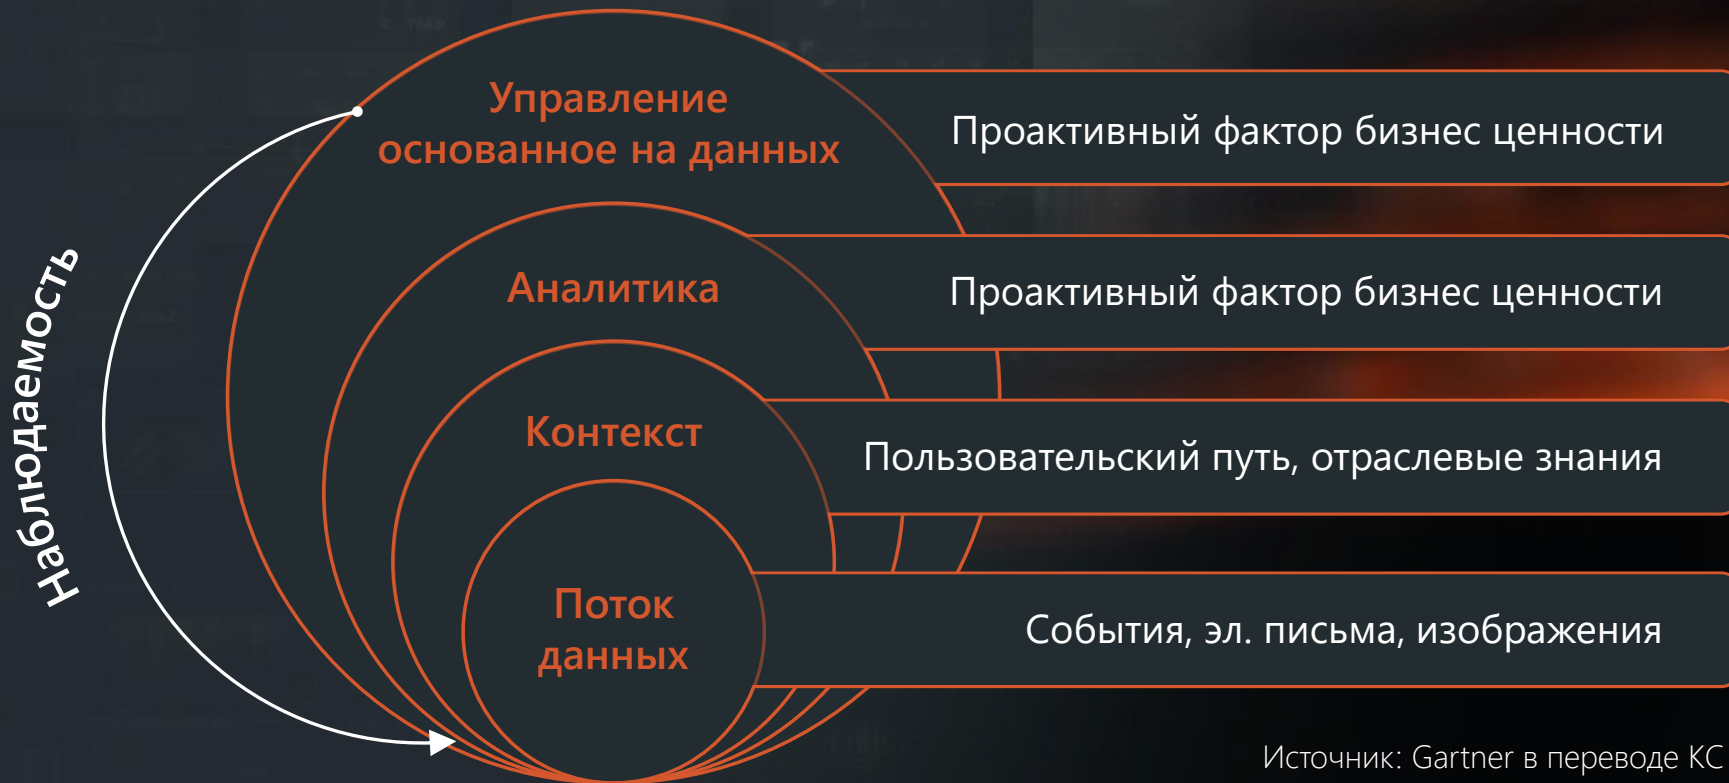 Управление
основанное на данных
Проактивный фактор бизнес ценности
Аналитика
Проактивный фактор бизнес ценности
Контекст
Пользовательский путь, отраслевые знания
Поток
данных
События, эл. письма, изображения
Наблюдаемость
Источник: Gartner в переводе КС